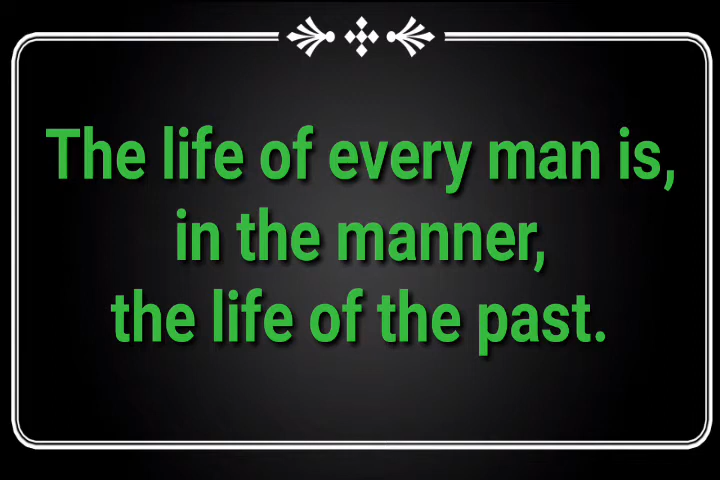 The life of every man is,
in the manner,
the life of the past.